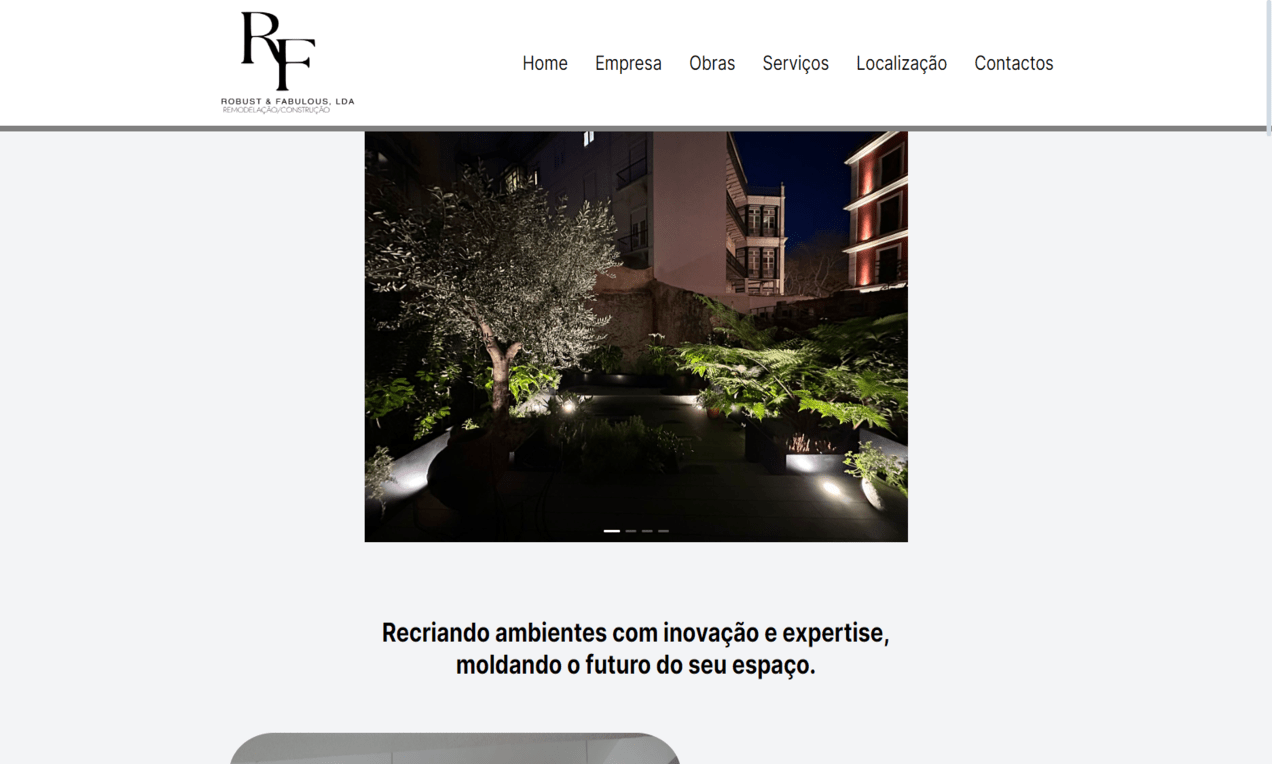 RF
ROBUST & FABULOUS, LDA
REMODELAÇÃO/CONSTRUÇÃO
Home Empresa Obras Serviços Localização Contactos
Recriando ambientes com inovação e expertise,
moldando o futuro do seu espaço.